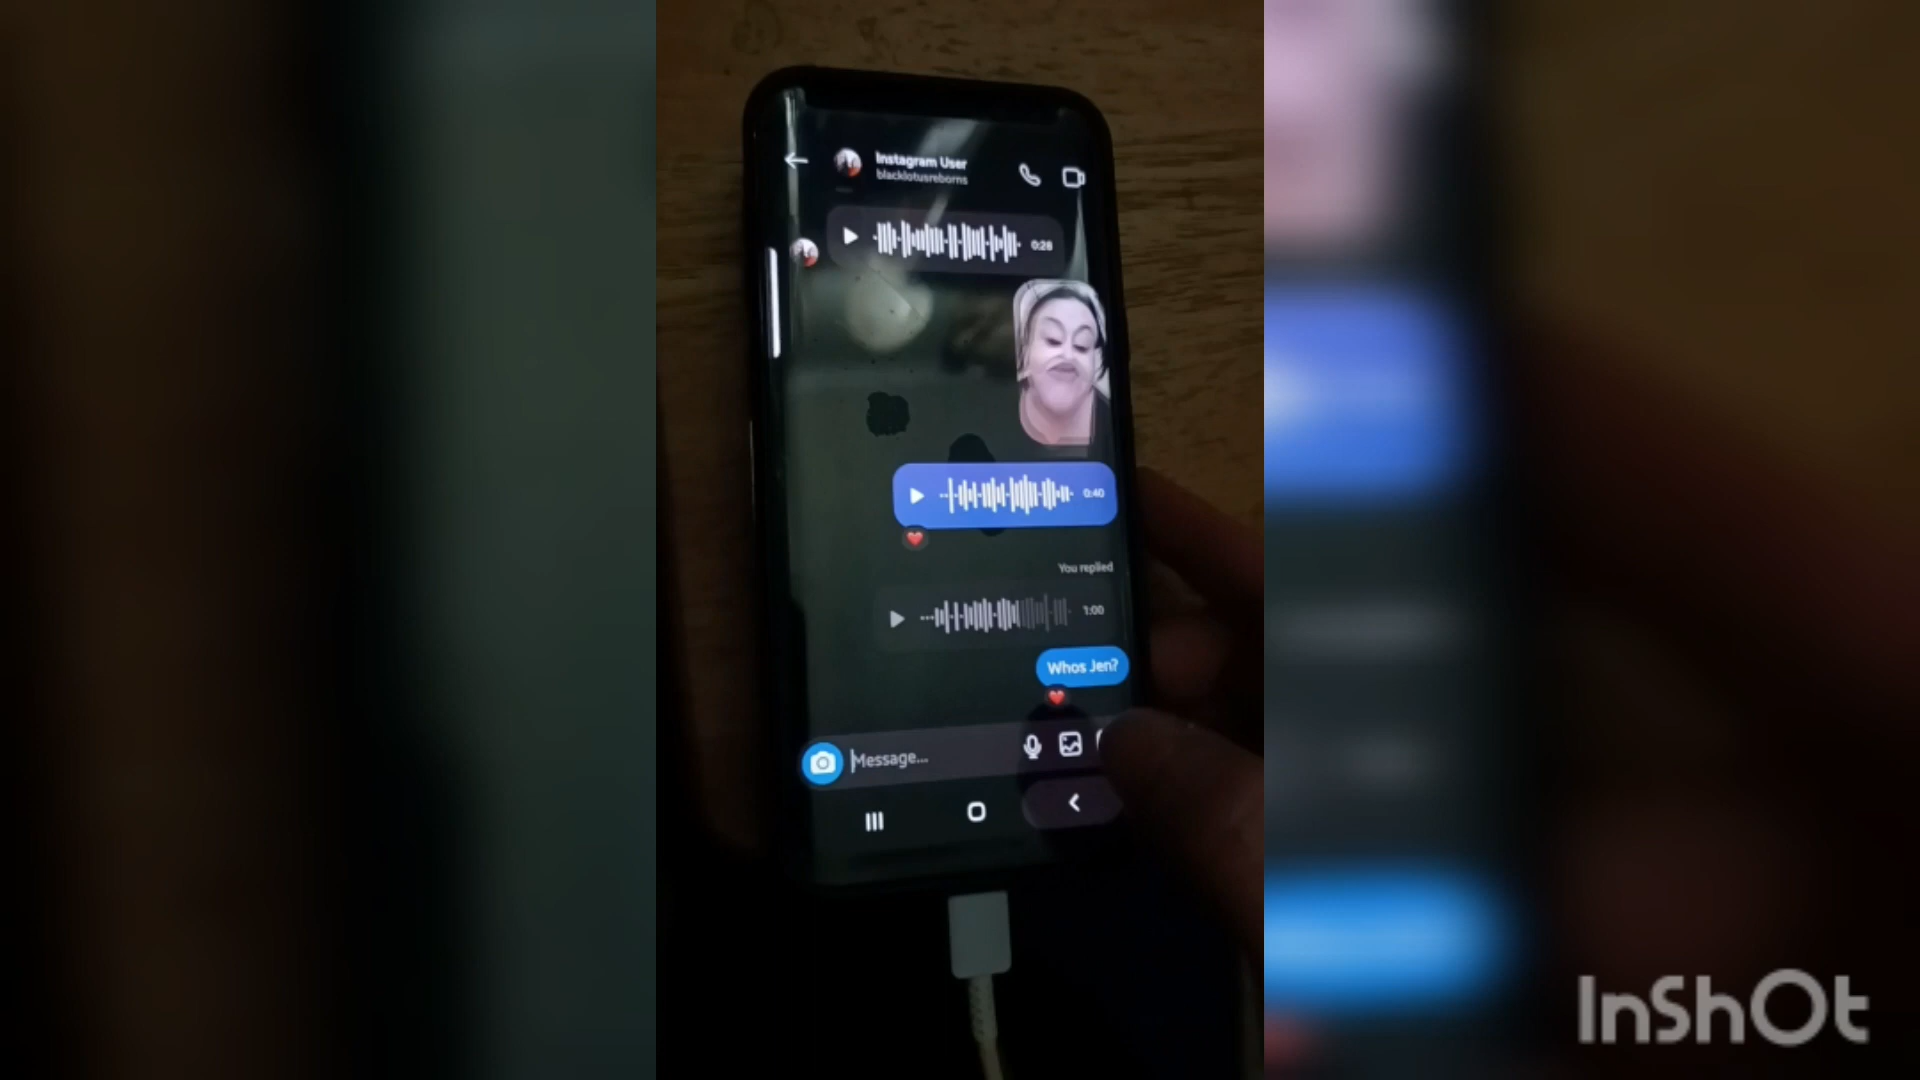 Instagram User
blacklotusreborns
0:28
0:40
You replied
1:00
Whos Jen?
Message...
InShOt